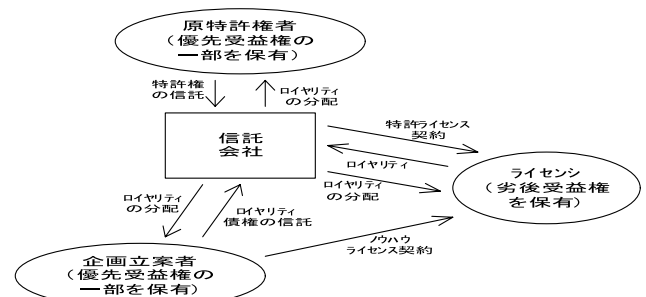 原特許権者
（優先受益権の
一部を保有）
特許権
の信託
ロイヤリティ
の分配
信託
会社
特許ライセンス
契約
ロイヤリティ
ロイヤリティ
の分配
ライセンシ
（劣後受益権
を保有）
ロイヤリティ
の分配
ロイヤリティ
債権の信託
ノウハウ
ライセンス契約
企画立案者
（優先受益権の
一部を保有）